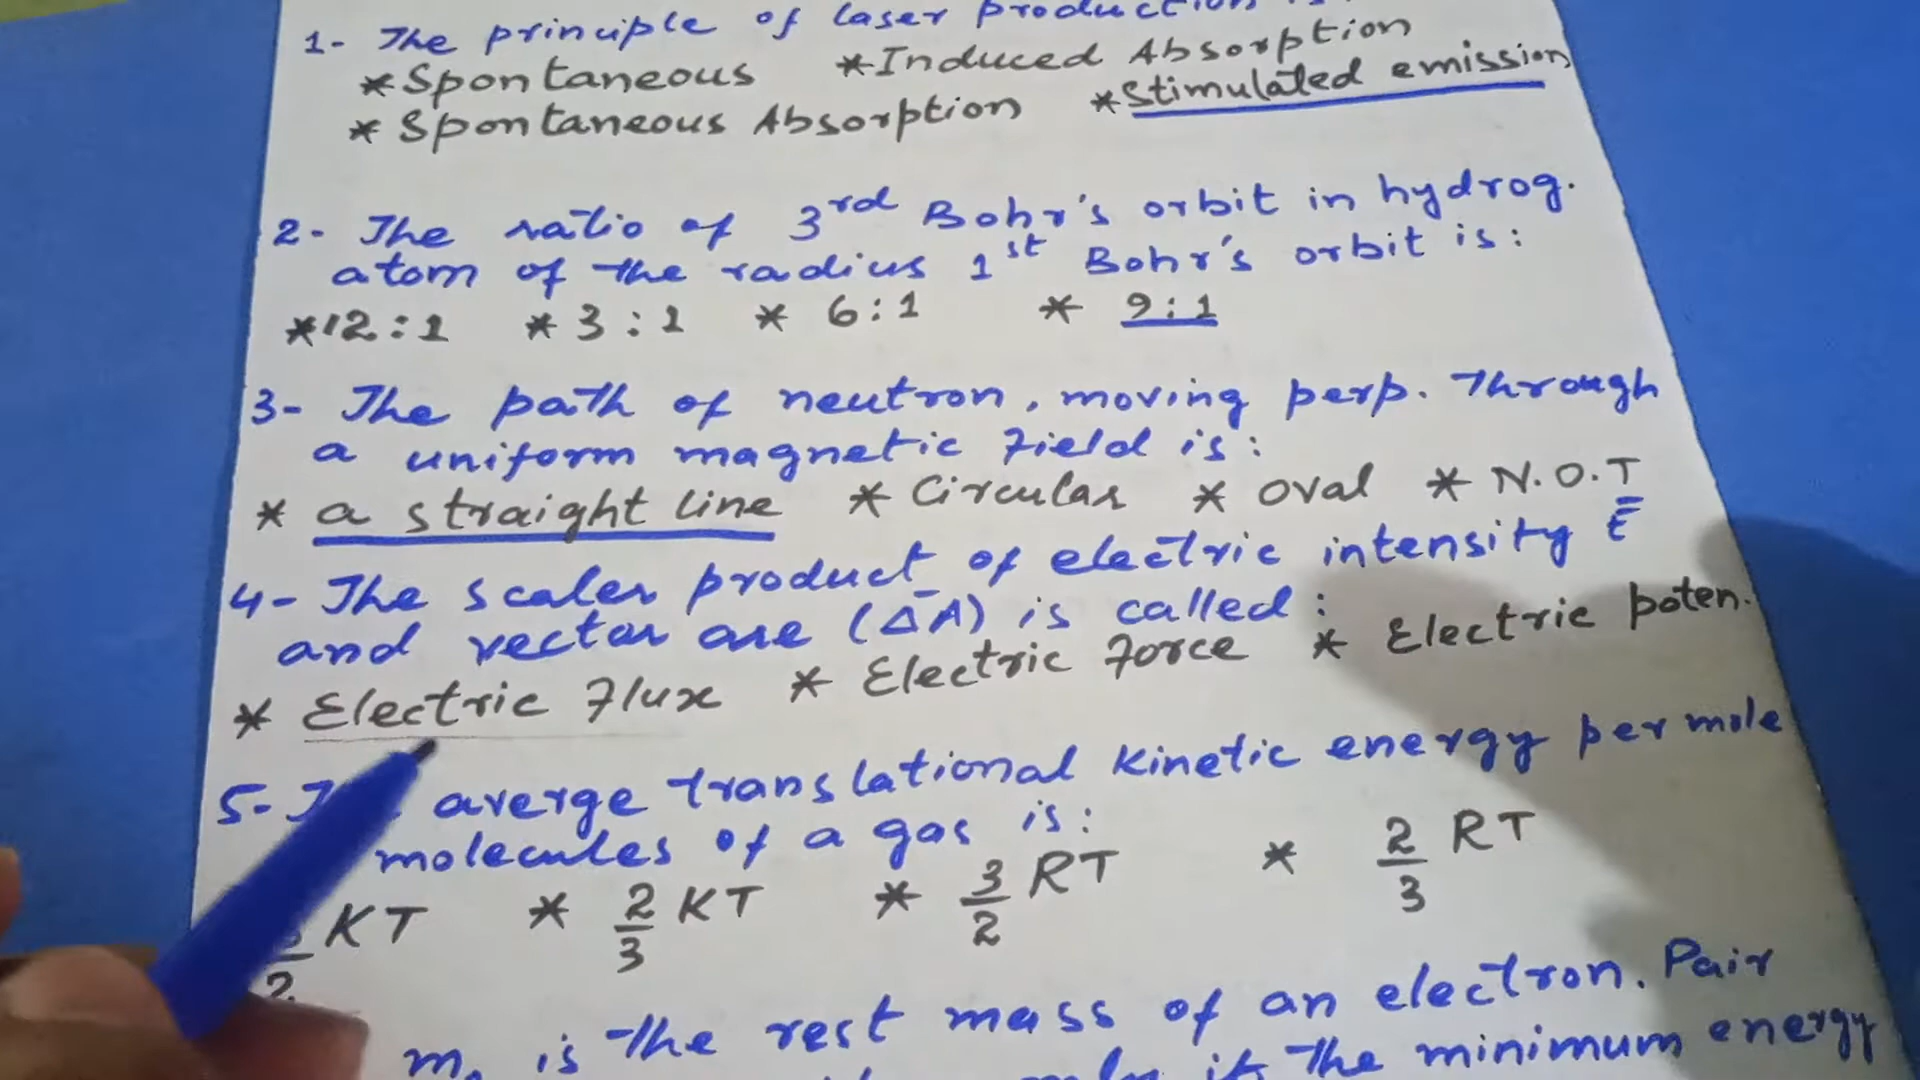 1- The principle of laser production
*Spontaneous *Induced Absorption
* Spontaneous Absorption *Stimulated emission
2- The ratio of 3rd Bohr's orbit in hydrog.
atom of the radius 1st Bohr's orbit is:
*12:1 *3:1 * 6:1 * 9:1
3- The path of neutron, moving perp. Through
a uniform magnetic field is:
* a straight line * Circular * oval * N.O.T
4- The scaler product of electric intensity E̅
and vector are (ΔA̅) is called:
* Electric Flux * Electric force * Electric poten.
5- averge translational kinetic energy per mole
molecules of a gas is:
KT * 2/3 KT * 3/2 RT * 2/3 RT
is the rest mass of an electron. Pair
the minimum energy